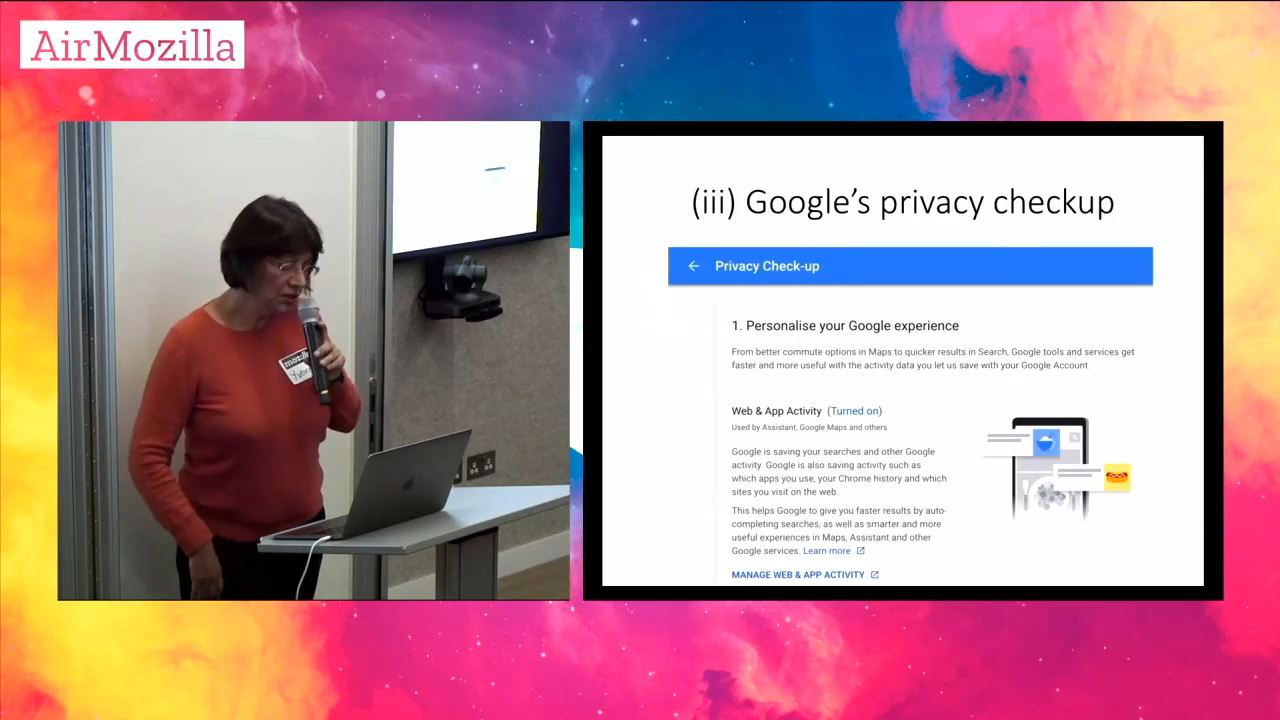 AirMozilla
(iii) Google’s privacy checkup
Privacy Check-up
1. Personalise your Google experience
From better commute options in Maps to quicker results in Search, Google tools and services get
faster and more useful with the activity data you let us save with your Google Account.
Web & App Activity (Turned on)
Used by Assistant, Google Maps and others
Google is saving your searches and other Google
activity. Google is also saving activity such as
which apps you use, your Chrome history and which
sites you visit on the web.
This helps Google to give you faster results by auto-
completing searches, as well as smarter and more
useful experiences in Maps, Assistant and other
Google services. Learn more
MANAGE WEB & APP ACTIVITY